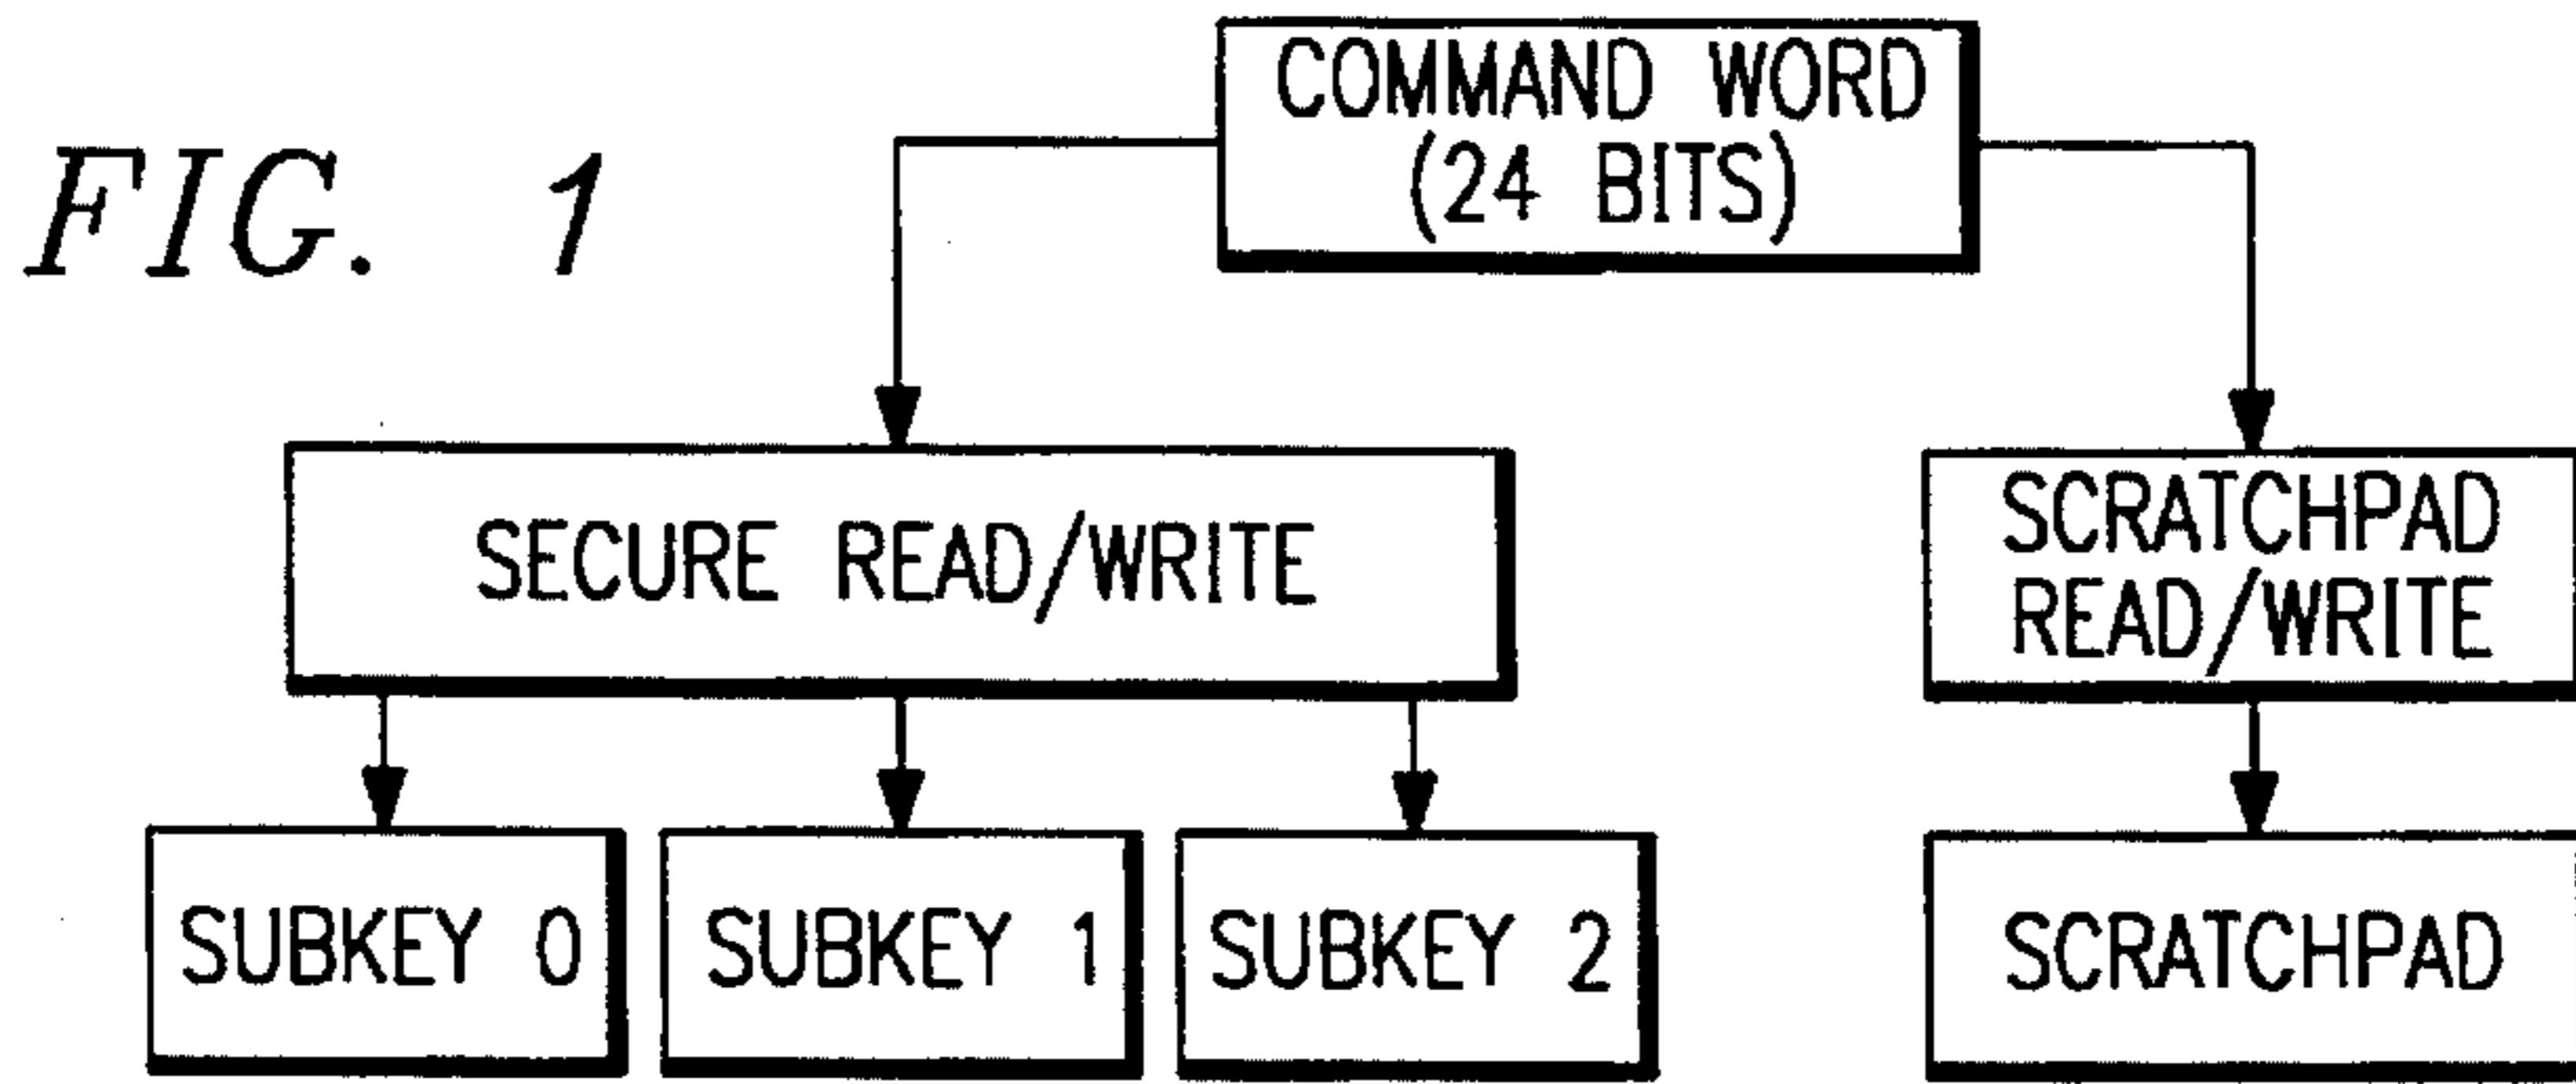 FIG. 1
COMMAND WORD
(24 BITS)
SECURE READ/WRITE
SCRATCHPAD
READ/WRITE
SUBKEY 0
SUBKEY 1
SUBKEY 2
SCRATCHPAD